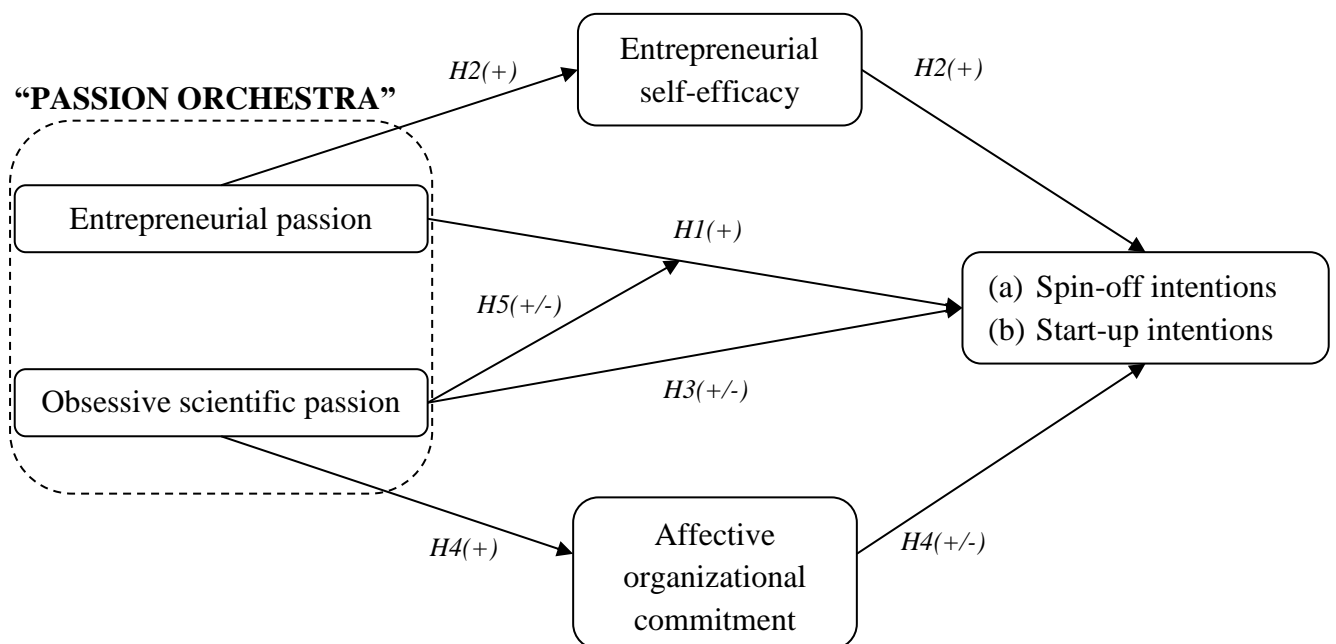 Entrepreneurial
self-efficacy
H2(+)
H2(+)
“PASSION ORCHESTRA”
Entrepreneurial passion
H1(+)
(a) Spin-off intentions
(b) Start-up intentions
H5(+/-)
Obsessive scientific passion
H3(+/-)
H4(+)
Affective
organizational
commitment
H4(+/-)